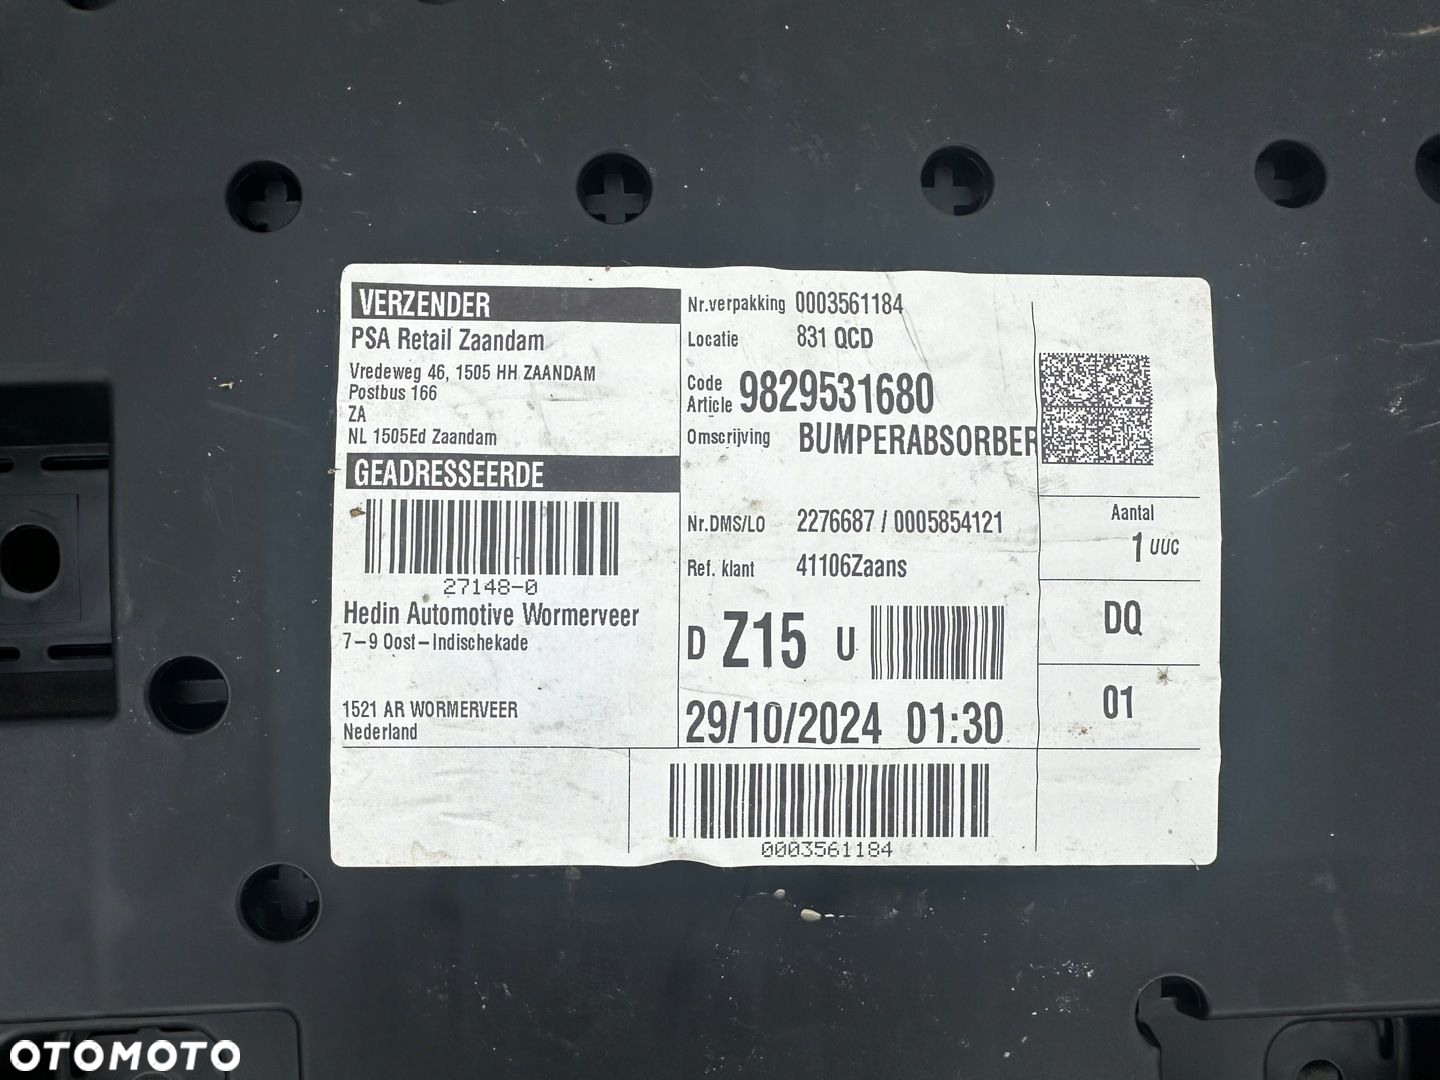 VERZENDER
PSA Retail Zaandam
Vredeweg 46, 1505 HH ZAANDAM
Postbus 166
ZA
NL 1505Ed Zaandam
GEADRESSEERDE
27148-0
Hedin Automotive Wormerveer
7-9 Oost-Indischekade
1521 AR WORMERVEER
Nederland
Nr.verpakking 0003561184
Locatie 831 QCD
Code Article 9829531680
Omscrijving BUMPERABSORBER
Nr.DMS/LO 2276687 / 0005854121
Ref. klant 41106Zaans
D Z15 U
29/10/2024 01:30
Aantal
1 UUC
DQ
01
0003561184
OTOMOTO